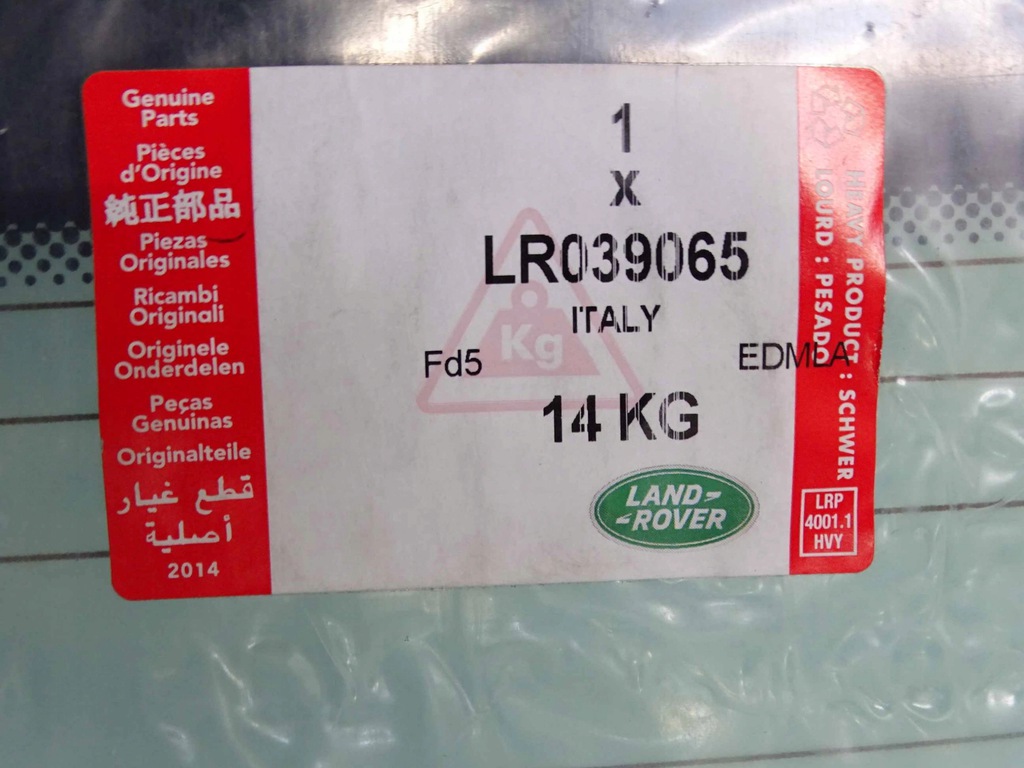 Genuine
Parts
Pièces
d'Origine
純正部品
Piezas
Originales
Ricambi
Originali
Originele
Onderdelen
Peças
Genuinas
Originalteile
قطع غيار
أصلية
2014
1
x
LR039065
ITALY
Kg
Fd5
EDMLA
14 KG
LAND-
-ROVER
HEAVY PRODUCT : SCHWER
LOURD : PESADO
LRP
4001.1
HVY